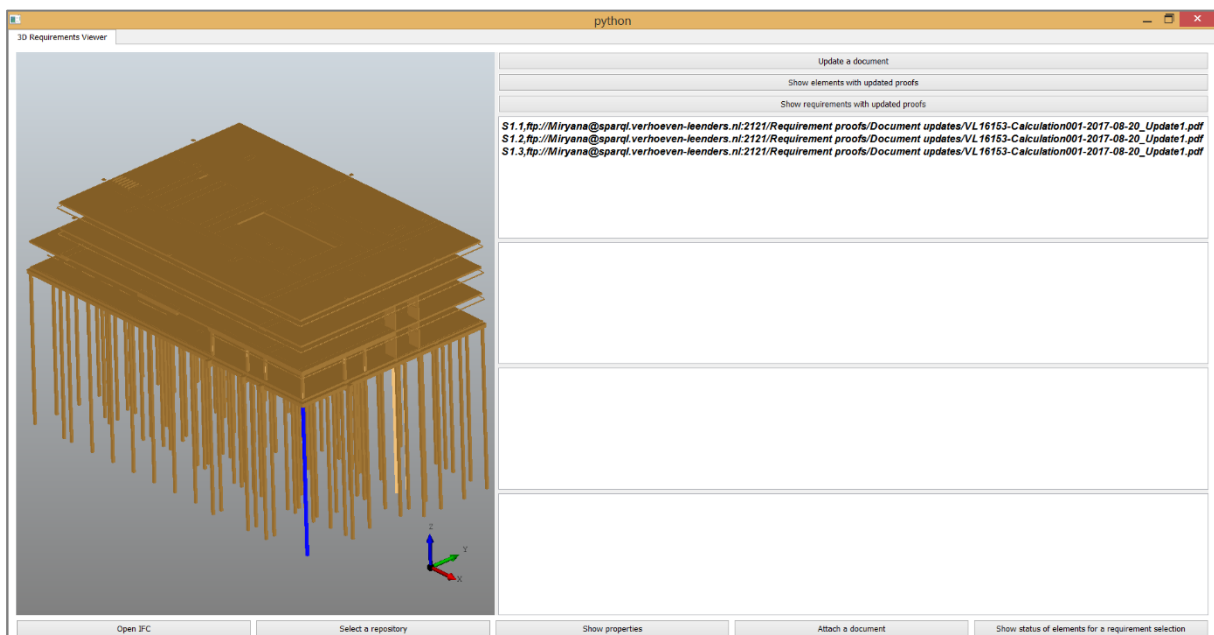 python
3D Requirements Viewer
Update a document
Show elements with updated proofs
Show requirements with updated proofs
S1.1,ftp://Miryana@sparql.verhoeven-leenders.nl:2121/Requirement proofs/Document updates/VL16153-Calculation001-2017-08-20_Update1.pdf
S1.2,ftp://Miryana@sparql.verhoeven-leenders.nl:2121/Requirement proofs/Document updates/VL16153-Calculation001-2017-08-20_Update1.pdf
S1.3,ftp://Miryana@sparql.verhoeven-leenders.nl:2121/Requirement proofs/Document updates/VL16153-Calculation001-2017-08-20_Update1.pdf
Z
Y
X
Open IFC
Select a repository
Show properties
Attach a document
Show status of elements for a requirement selection